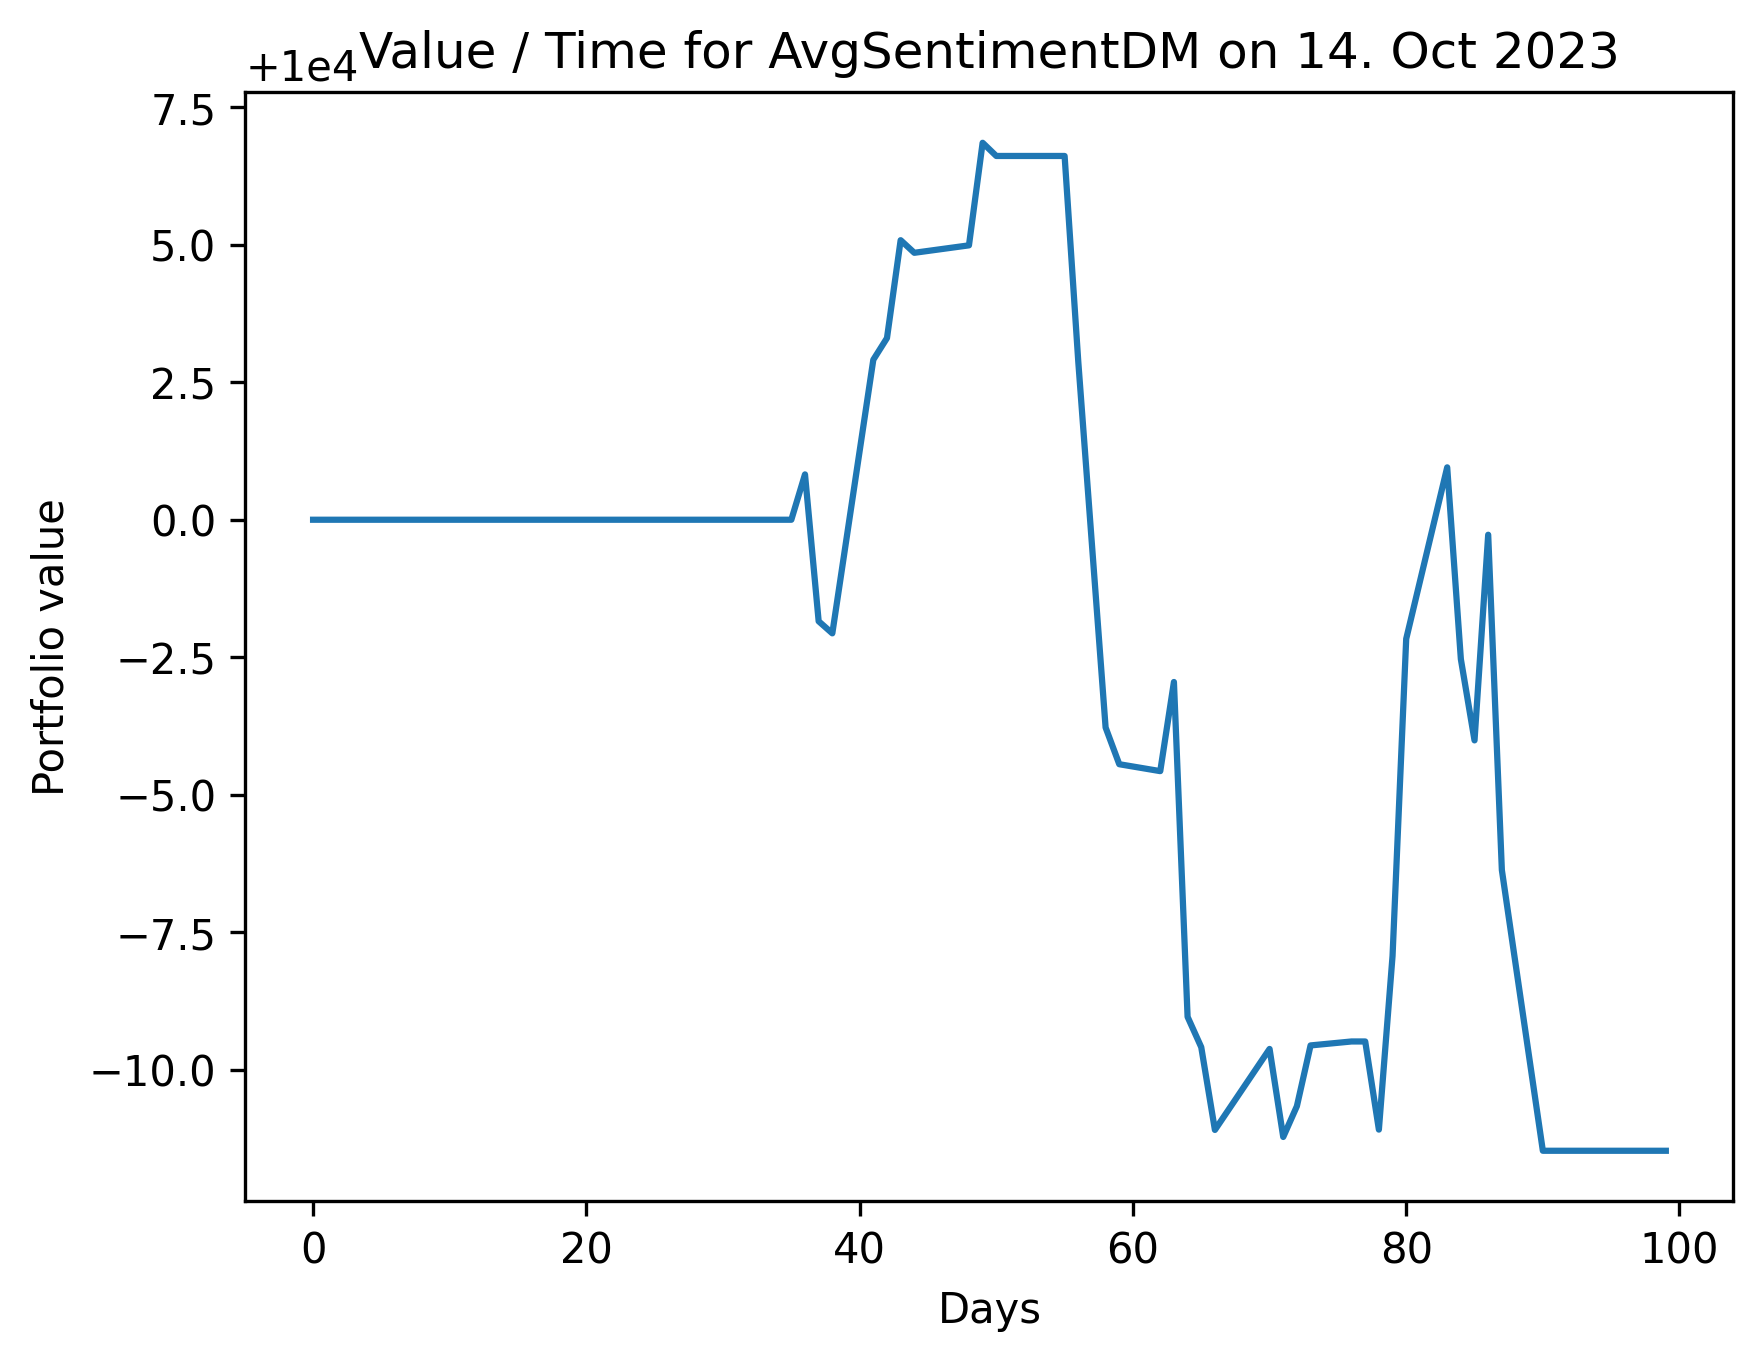 Value / Time for AvgSentimentDM on 14. Oct 2023
+1e4
7.5
5.0
2.5
0.0
−2.5
−5.0
−7.5
−10.0
Portfolio value
0 20 40 60 80 100
Days